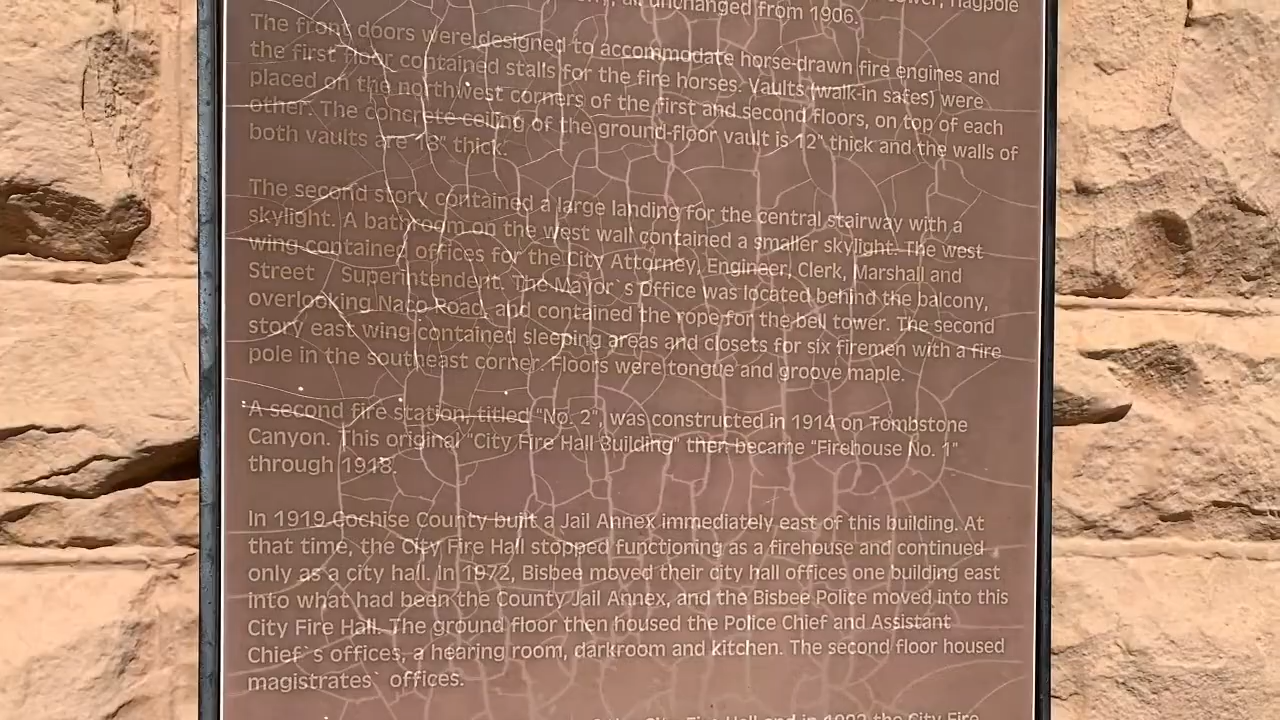 all unchanged from 1906.
The front doors were designed to accommodate horse-drawn fire engines and
the first floor contained stalls for the fire horses. Vaults (walk-in safes) were
placed on the northwest corners of the first and second floors, on top of each
other. The concrete ceiling of the ground-floor vault is 12" thick and the walls of
both vaults are 18" thick.
The second story contained a large landing for the central stairway with a
skylight. A bathroom on the west wall contained a smaller skylight. The west
wing contained offices for the City Attorney, Engineer, Clerk, Marshall and
Street Superintendent. The Mayor`s Office was located behind the balcony,
overlooking Naco Road, and contained the rope for the bell tower. The second
story east wing contained sleeping areas and closets for six firemen with a fire
pole in the southeast corner. Floors were tongue and groove maple.
A second fire station, titled "No. 2", was constructed in 1914 on Tombstone
Canyon. This original "City Fire Hall Building" then became "Firehouse No. 1"
through 1918.
In 1919 Cochise County built a Jail Annex immediately east of this building. At
that time, the City Fire Hall stopped functioning as a firehouse and continued
only as a city hall. In 1972, Bisbee moved their city hall offices one building east
into what had been the County Jail Annex, and the Bisbee Police moved into this
City Fire Hall. The ground floor then housed the Police Chief and Assistant
Chief`s offices, a hearing room, darkroom and kitchen. The second floor housed
magistrates` offices.